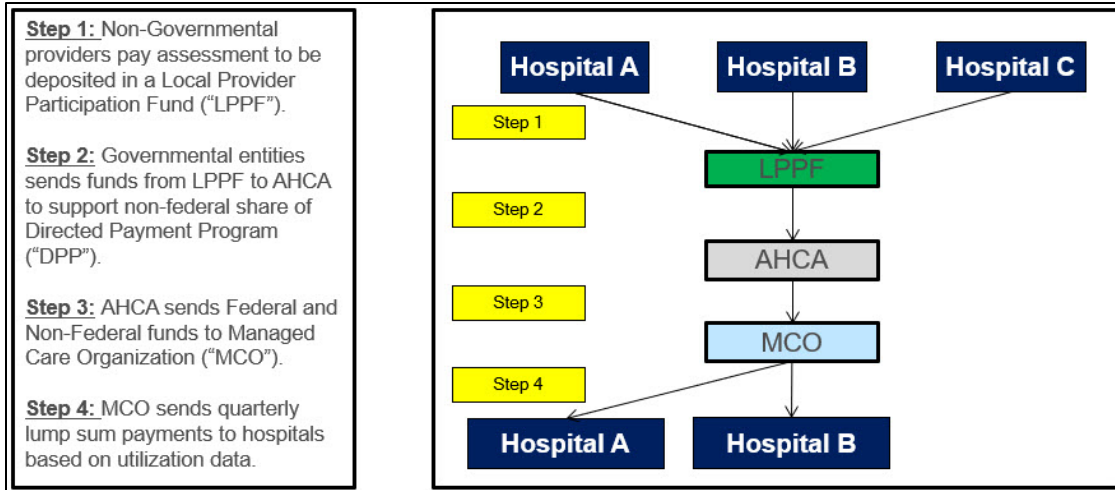 Step 1: Non-Governmental
providers pay assessment to be
deposited in a Local Provider
Participation Fund (“LPPF”).
Step 2: Governmental entities
sends funds from LPPF to AHCA
to support non-federal share of
Directed Payment Program
(“DPP”).
Step 3: AHCA sends Federal and
Non-Federal funds to Managed
Care Organization (“MCO”).
Step 4: MCO sends quarterly
lump sum payments to hospitals
based on utilization data.
Hospital A
Hospital B
Hospital C
Step 1
LPPF
Step 2
AHCA
Step 3
MCO
Step 4
Hospital A
Hospital B